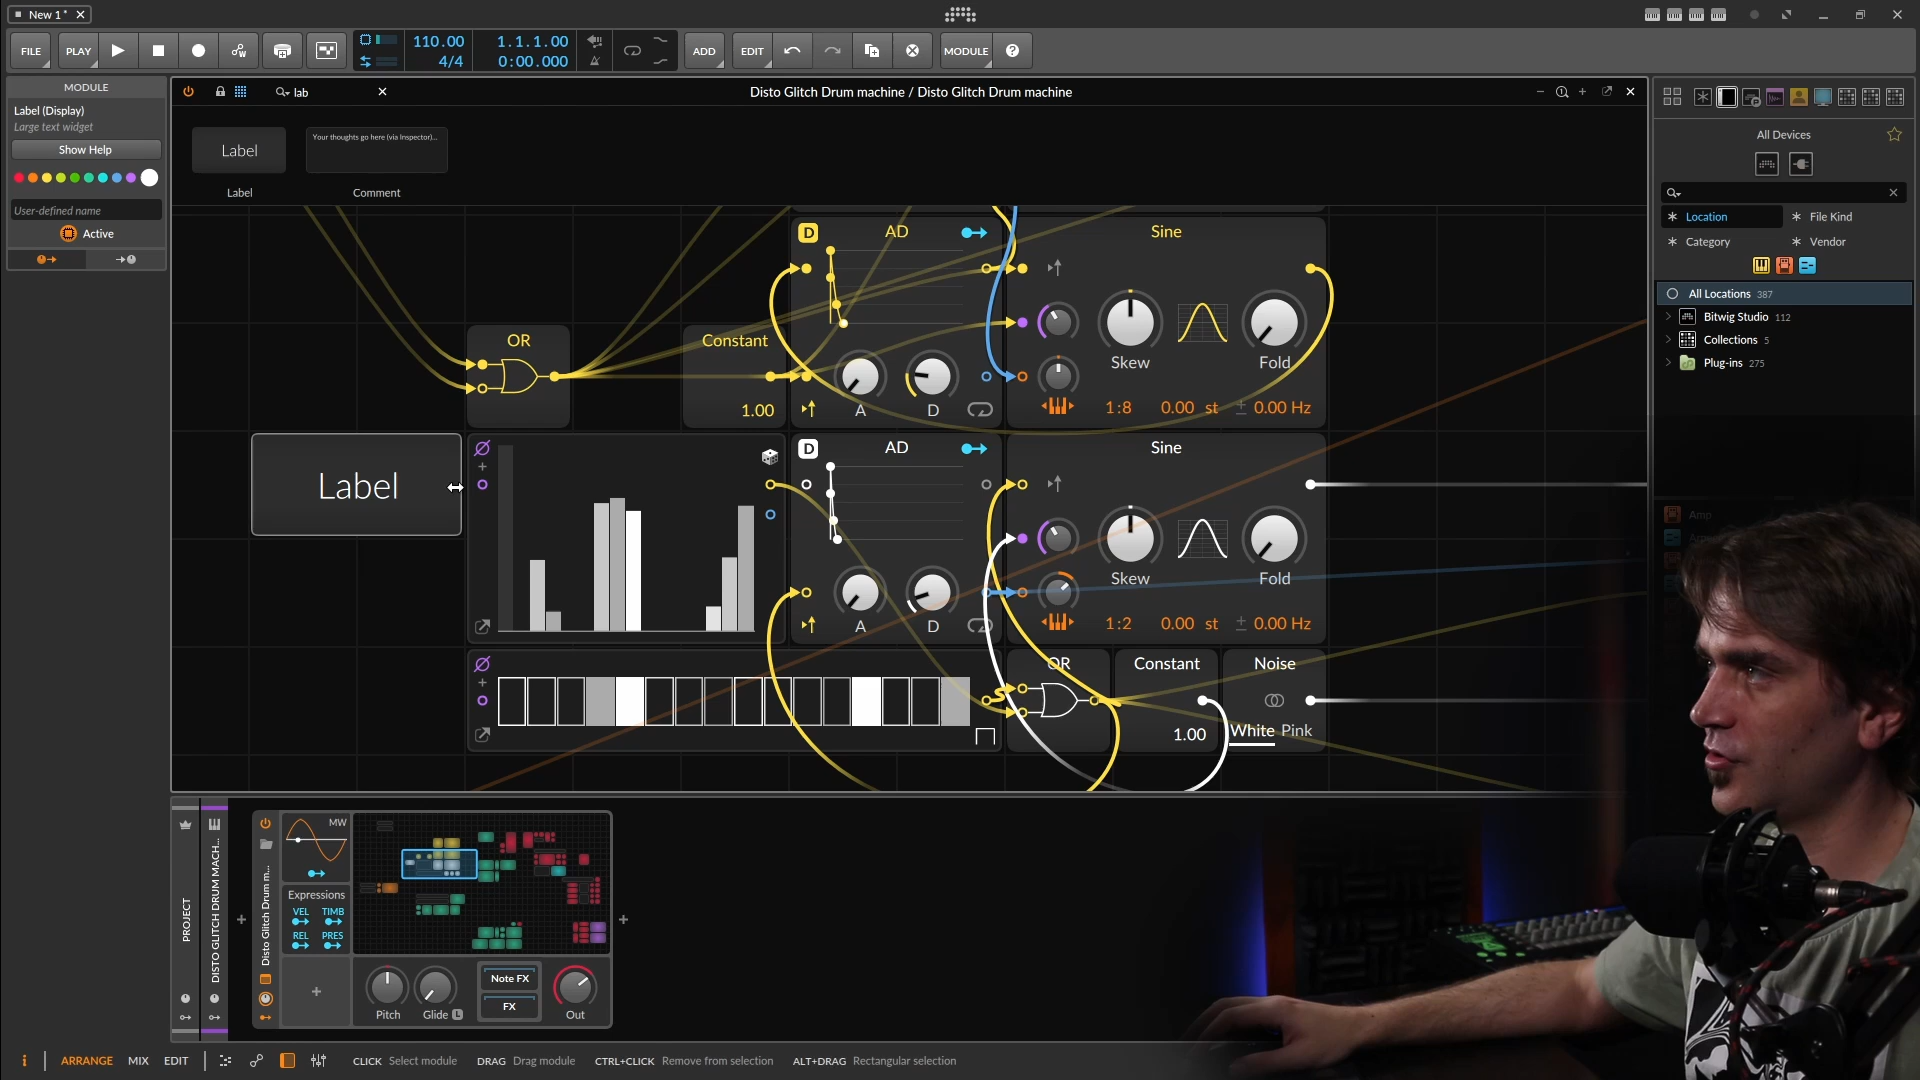 New 1 *
FILE
PLAY
110.00
4/4
1.1.1.00
0:00.000
ADD
EDIT
MODULE
?
MODULE
Label (Display)
Large text widget
Show Help
User-defined name
Active
lab
Disto Glitch Drum machine / Disto Glitch Drum machine
Label
Your thoughts go here (via Inspector)...
Label
Comment
OR
Constant
1.00
D
AD
A
D
Sine
Skew
Fold
1:8
0.00 st
± 0.00 Hz
Label
D
AD
A
D
Sine
Skew
Fold
1:2
0.00 st
± 0.00 Hz
OR
Constant
1.00
Noise
White Pink
All Devices
Location
File Kind
Category
Vendor
All Locations 387
Bitwig Studio 112
Collections 5
Plug-ins 275
Amp
PROJECT
DISTO GLITCH DRUM MACH...
Disto Glitch Drum m...
MW
Expressions
VEL
TIMB
REL
PRES
Pitch
Glide
L
Note FX
FX
Out
i
ARRANGE
MIX
EDIT
CLICK Select module
DRAG Drag module
CTRL+CLICK Remove from selection
ALT+DRAG Rectangular selection